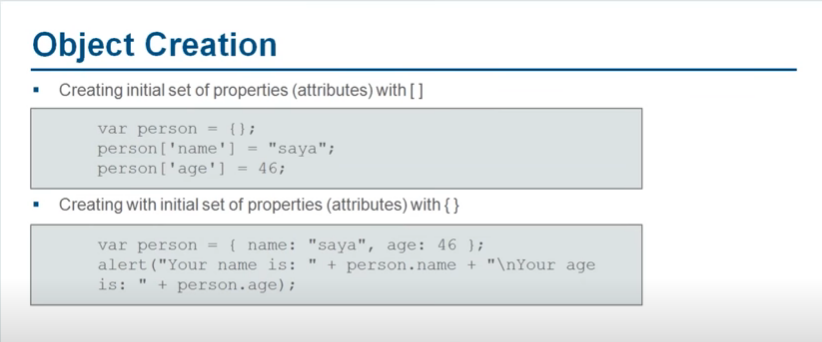 Object Creation
Creating initial set of properties (attributes) with [ ]
var person = {};
person['name'] = "saya";
person['age'] = 46;
Creating with initial set of properties (attributes) with { }
var person = { name: "saya", age: 46 };
alert("Your name is: " + person.name + "\nYour age
is: " + person.age);